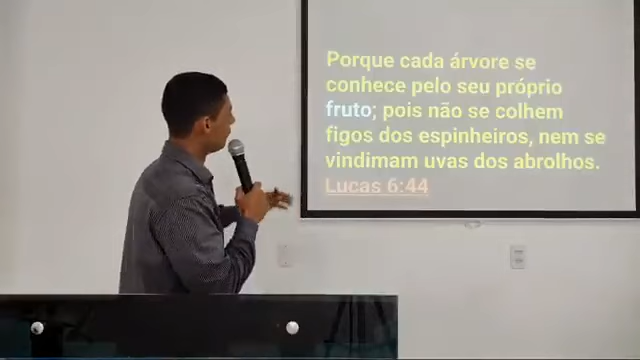 Porque cada árvore se
conhece pelo seu próprio
fruto; pois não se colhem
figos dos espinheiros, nem se
vindimam uvas dos abrolhos.
Lucas 6:44